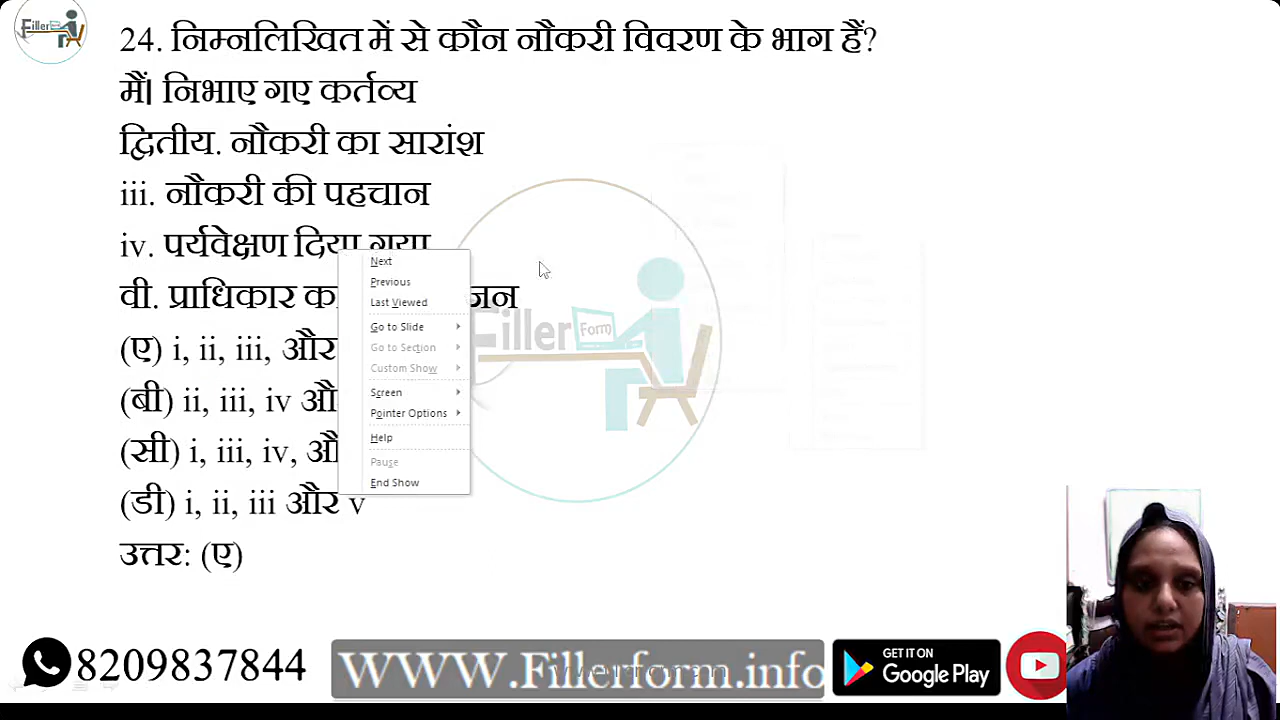 Filler
24. निम्नलिखित में से कौन नौकरी विवरण के भाग हैं?
मैं। निभाए गए कर्तव्य
द्वितीय. नौकरी का सारांश
iii. नौकरी की पहचान
iv. पर्यवेक्षण दिया गया
वी. प्राधिकार का
(ए) i, ii, iii, और
(बी) ii, iii, iv
(सी) i, iii, iv,
(डी) i, ii, iii और v
उत्तर: (ए)
Next
Previous
Last Viewed
Go to Slide
Go to Section
Custom Show
Screen
Pointer Options
Help
Pause
End Show
Filler Form
8209837844
WWW.Fillerform.info
GET IT ON
Google Play